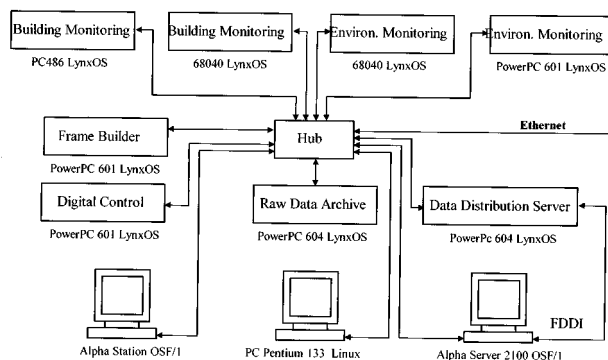 Building Monitoring
Building Monitoring
Environ. Monitoring
Environ. Monitoring
PC486 LynxOS
68040 LynxOS
68040 LynxOS
PowerPC 601 LynxOS
Ethernet
Frame Builder
Hub
PowerPC 601 LynxOS
Digital Control
Raw Data Archive
Data Distribution Server
PowerPC 601 LynxOS
PowerPC 604 LynxOS
PowerPc 604 LynxOS
FDDI
Alpha Station OSF/1
PC Pentium 133 Linux
Alpha Server 2100 OSF/1